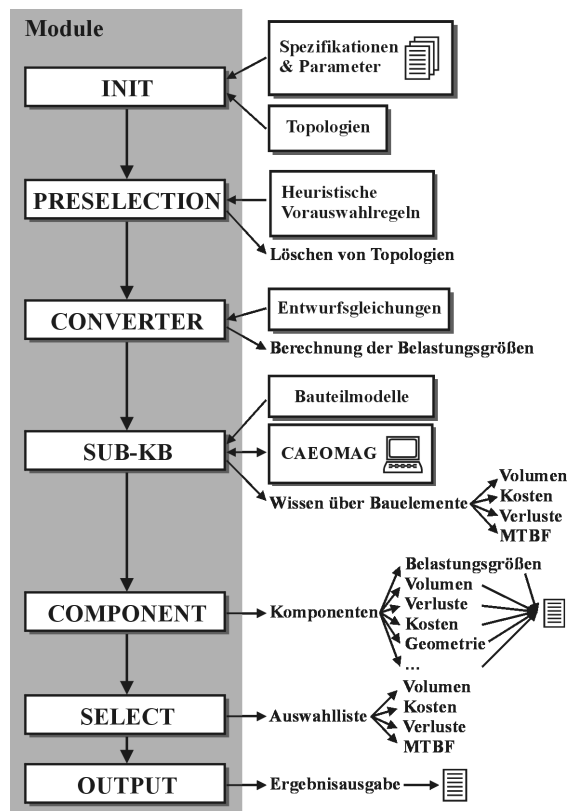 Module
Spezifikationen
& Parameter
INIT
Topologien
Heuristische
Vorauswahlregeln
PRESELECTION
Löschen von Topologien
Entwurfsgleichungen
CONVERTER
Berechnung der Belastungsgrößen
Bauteilmodelle
SUB-KB
CAEOMAG
Wissen über Bauelemente
Volumen
Kosten
Verluste
MTBF
COMPONENT
Komponenten
Belastungsgrößen
Volumen
Verluste
Kosten
Geometrie
...
SELECT
Auswahlliste
Volumen
Kosten
Verluste
MTBF
OUTPUT
Ergebnisausgabe